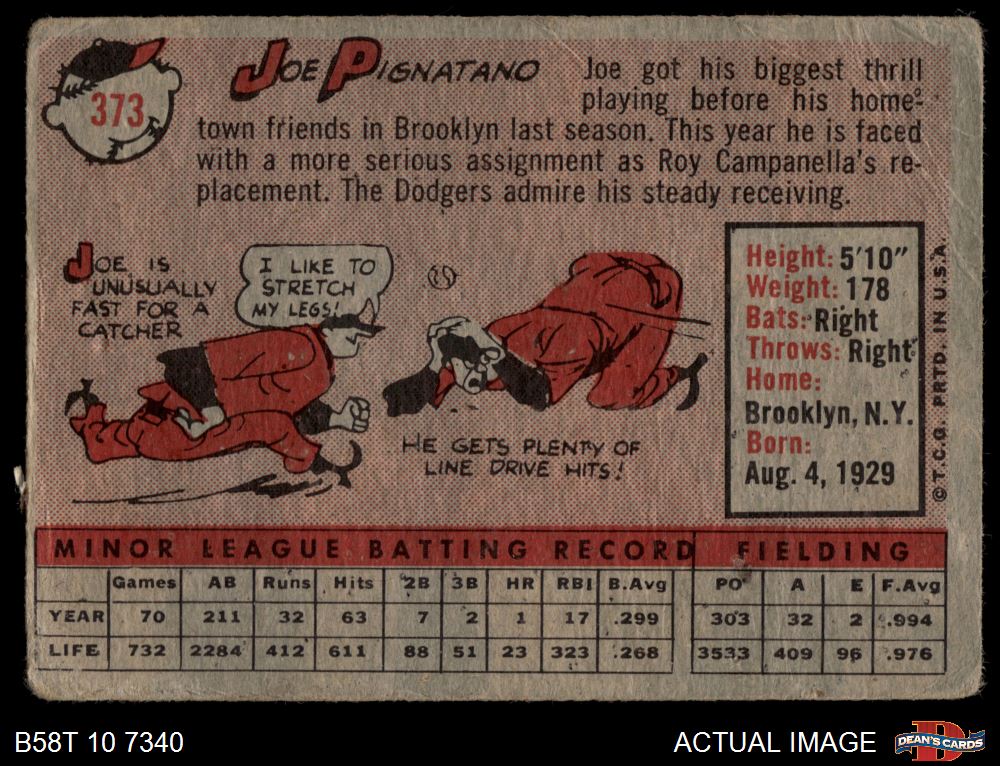 373
JOE PIGNATANO
Joe got his biggest thrill
playing before his home-
town friends in Brooklyn last season. This year he is faced
with a more serious assignment as Roy Campanella's re-
placement. The Dodgers admire his steady receiving.
JOE IS
UNUSUALLY
FAST FOR A
CATCHER
I LIKE TO
STRETCH
MY LEGS!
HE GETS PLENTY OF
LINE DRIVE HITS!
Height: 5'10"
Weight: 178
Bats: Right
Throws: Right
Home:
Brooklyn, N.Y.
Born:
Aug. 4, 1929
© T.C.G. PRTD. IN U.S.A.
MINOR LEAGUE BATTING RECORD FIELDING
Games AB Runs Hits 2B 3B HR RBI B.Avg PO A E F.Avg
YEAR 70 211 32 63 7 2 1 17 .299 303 32 2 .994
LIFE 732 2284 412 611 88 51 23 323 .268 3533 409 96 .976
B58T 10 7340
ACTUAL IMAGE
DEAN'S CARDS